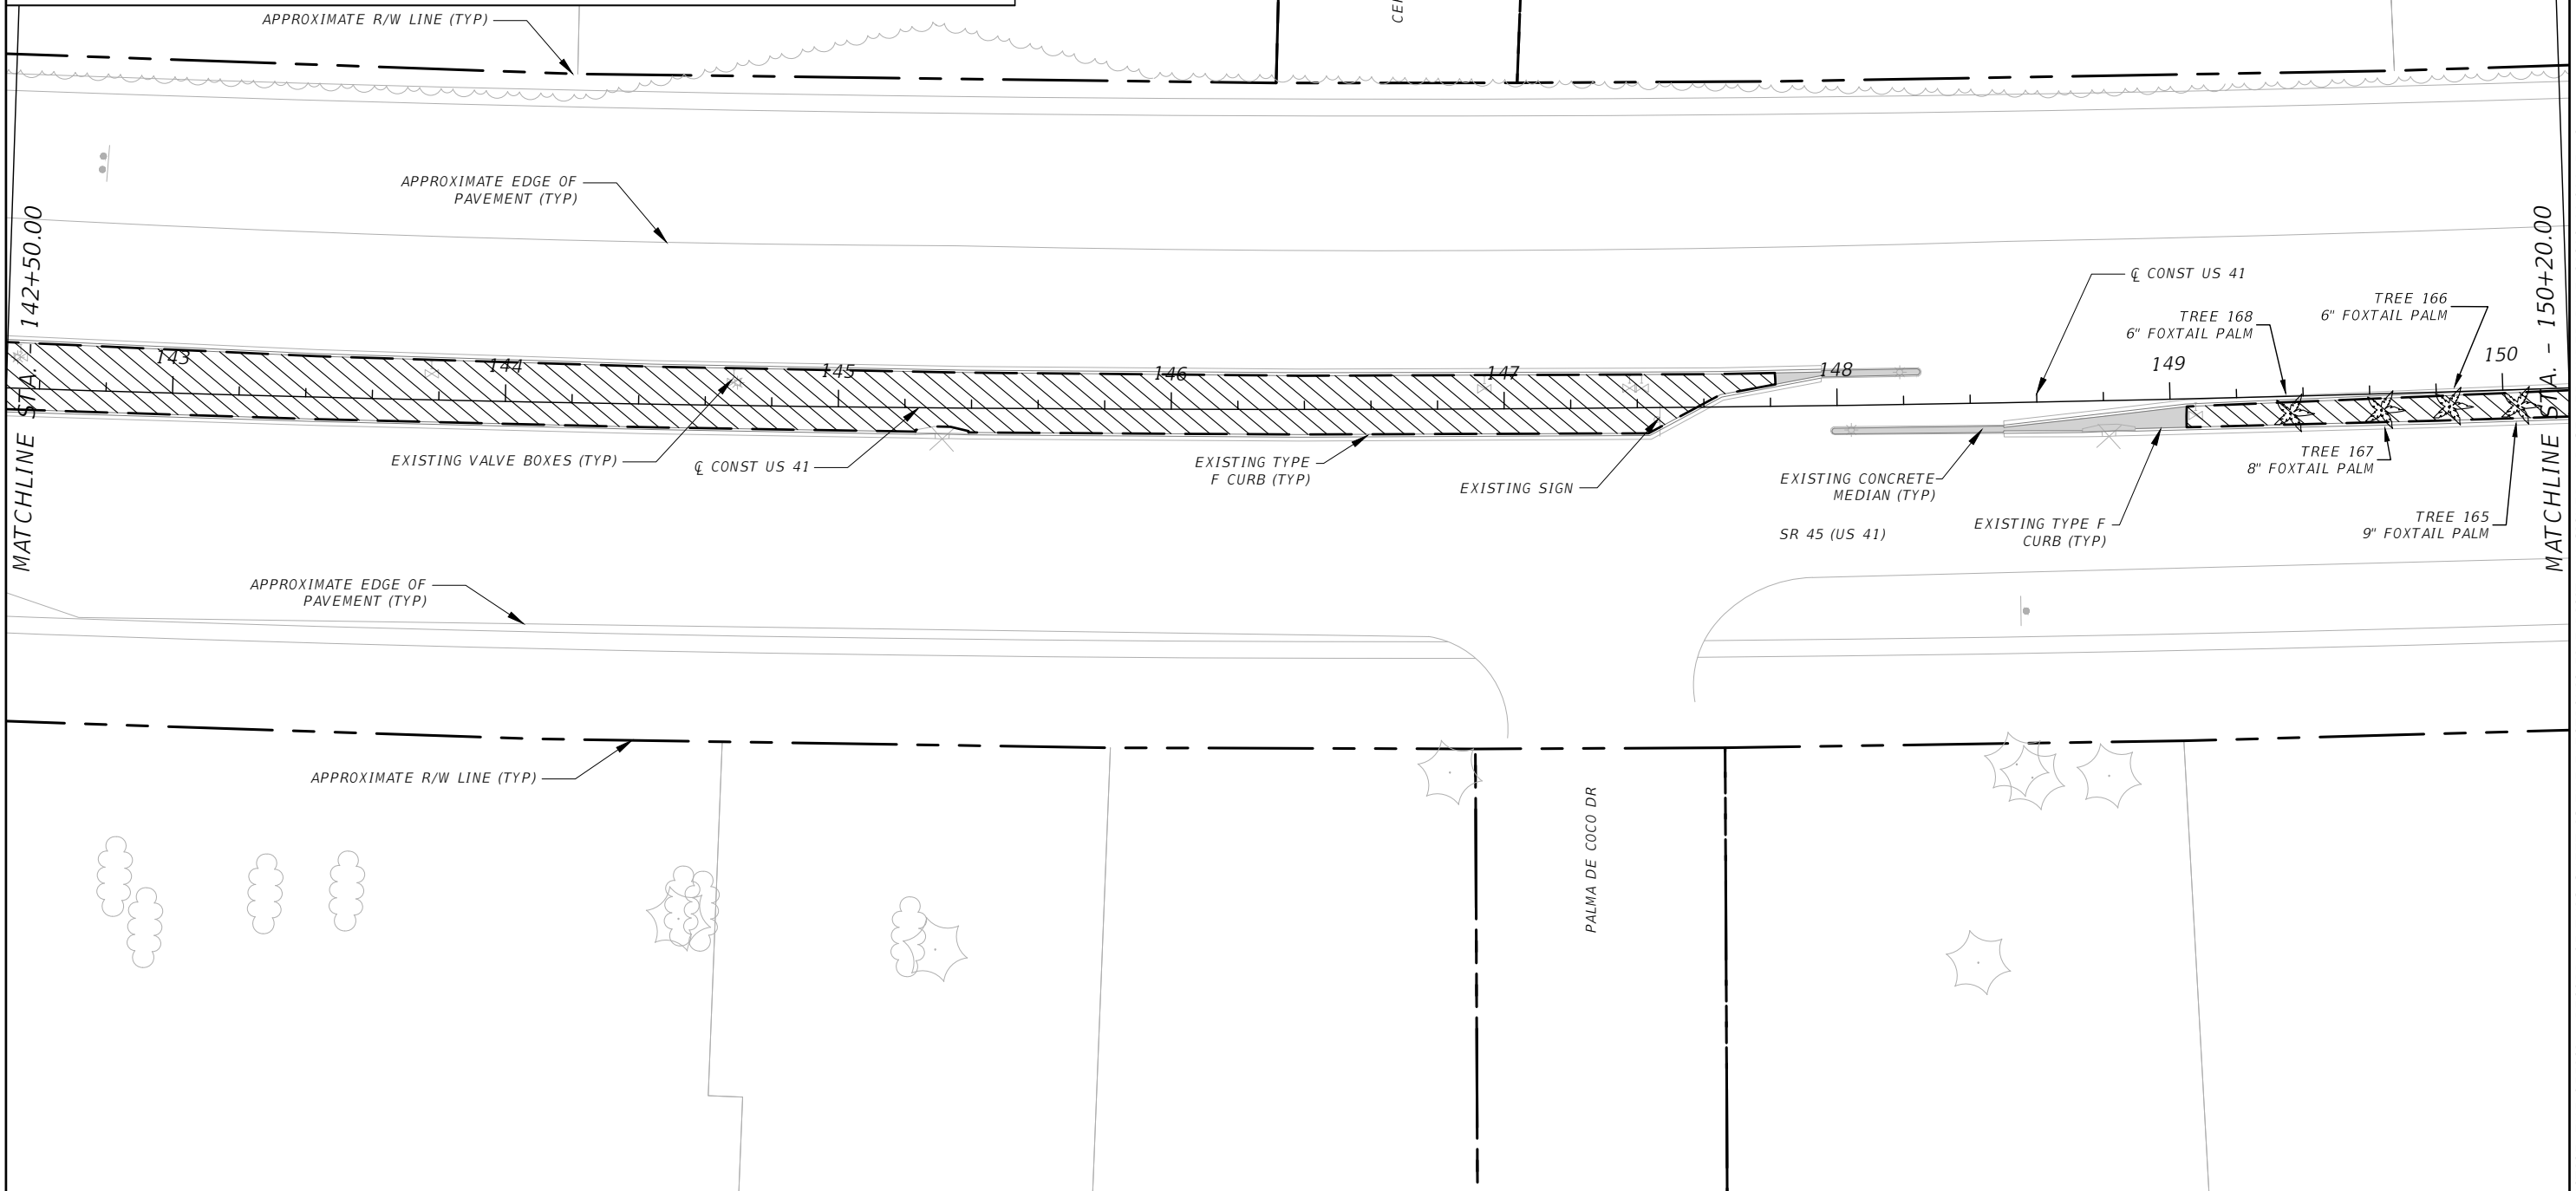 APPROXIMATE R/W LINE (TYP)
APPROXIMATE EDGE OF
PAVEMENT (TYP)
MATCHLINE STA. - 142+50.00
143
144
145
146
147
148
149
150
℄ CONST US 41
TREE 168
6" FOXTAIL PALM
TREE 166
6" FOXTAIL PALM
MATCHLINE STA. - 150+20.00
EXISTING VALVE BOXES (TYP)
℄ CONST US 41
EXISTING TYPE
F CURB (TYP)
EXISTING SIGN
EXISTING CONCRETE
MEDIAN (TYP)
SR 45 (US 41)
EXISTING TYPE F
CURB (TYP)
TREE 167
8" FOXTAIL PALM
TREE 165
9" FOXTAIL PALM
APPROXIMATE EDGE OF
PAVEMENT (TYP)
APPROXIMATE R/W LINE (TYP)
PALMA DE COCO DR